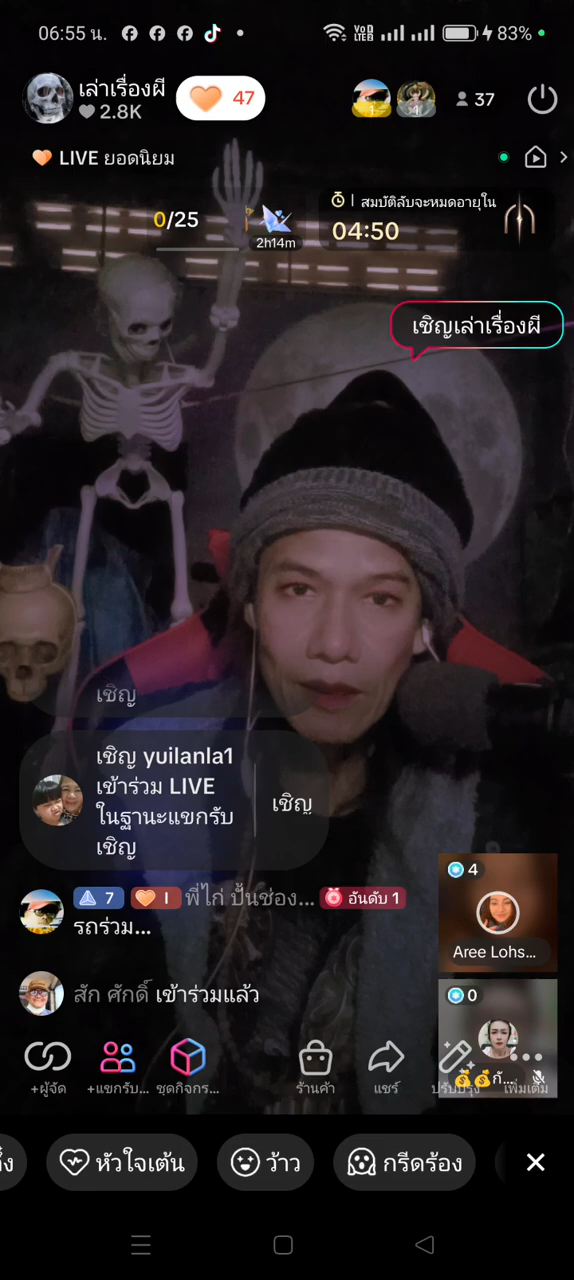 06:55 น.
VoD LTE2
83%
เล่าเรื่องผี
2.8K
47
1
37
LIVE ยอดนิยม
0/25
2h14m
สมบัติลับจะหมดอายุใน
04:50
เชิญเล่าเรื่องผี
เชิญ
เชิญ yuilanla1
เข้าร่วม LIVE
ในฐานะแขกรับ
เชิญ
เชิญ
7 I พี่ไก่ ปั้นช่อง... อันดับ 1
รถร่วม...
สัก ศักดิ์ เข้าร่วมแล้ว
4
Aree Lohs...
0
+ผู้จัด
+แขกรับ...
ชุดกิจกร...
ร้านค้า
แชร์
ปรับปรุง
เพิ่มเติม
หัวใจเต้น
ว้าว
กรีดร้อง